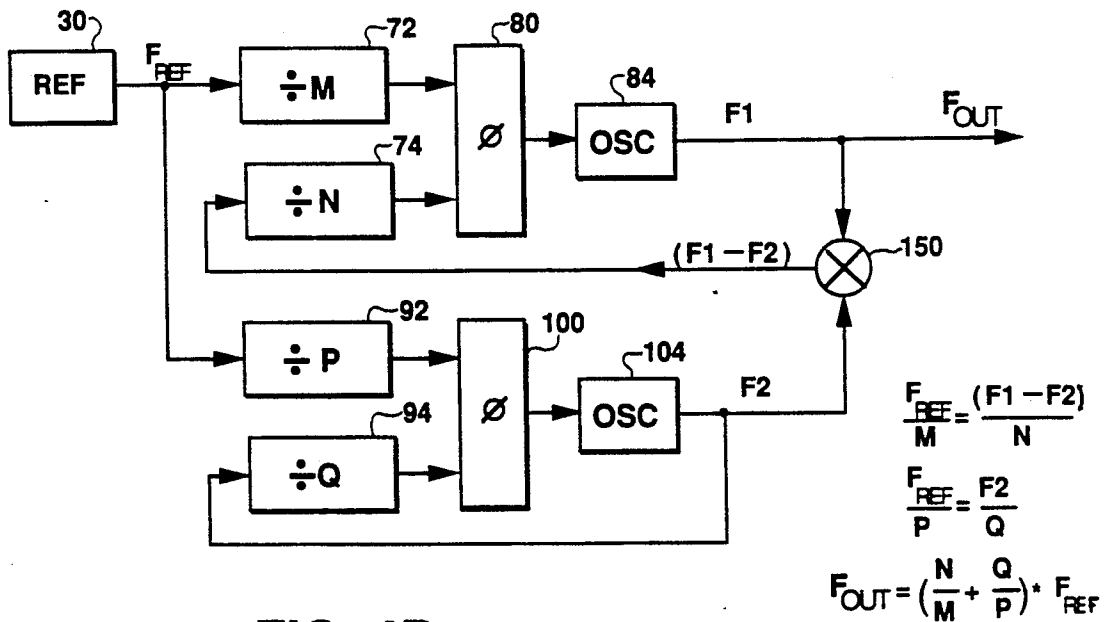 30
REF
F_REF
72
÷M
80
Ø
84
OSC
F1
F_OUT
74
÷N
(F1−F2)
150
92
÷P
100
Ø
104
OSC
F2
94
÷Q
F_REF/M = (F1−F2)/N
F_REF/P = F2/Q
F_OUT = (N/M + Q/P) * F_REF